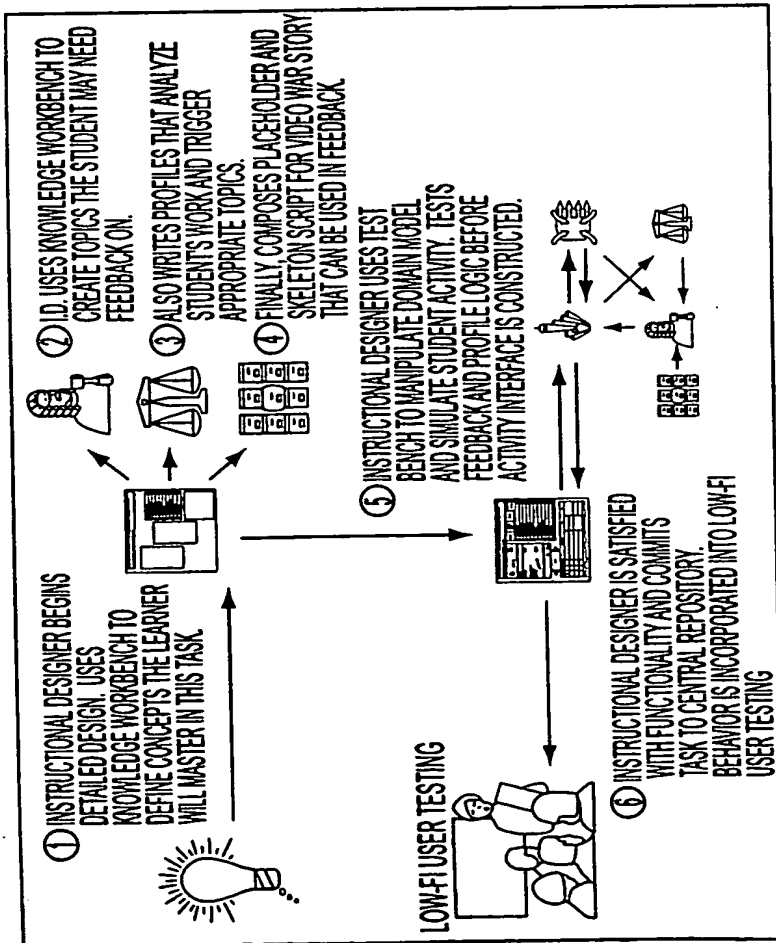 ① INSTRUCTIONAL DESIGNER BEGINS
DETAILED DESIGN. USES
KNOWLEDGE WORKBENCH TO
DEFINE CONCEPTS THE LEARNER
WILL MASTER IN THIS TASK.
② I.D. USES KNOWLEDGE WORKBENCH TO
CREATE TOPICS THE STUDENT MAY NEED
FEEDBACK ON.
③ ALSO WRITES PROFILES THAT ANALYZE
STUDENT'S WORK AND TRIGGER
APPROPRIATE TOPICS.
④ FINALLY, COMPOSES PLACEHOLDER AND
SKELETON SCRIPT FOR VIDEO WAR STORY
THAT CAN BE USED IN FEEDBACK.
⑤ INSTRUCTIONAL DESIGNER USES TEST
BENCH TO MANIPULATE DOMAIN MODEL
AND SIMULATE STUDENT ACTIVITY. TESTS
FEEDBACK AND PROFILE LOGIC BEFORE
ACTIVITY INTERFACE IS CONSTRUCTED.
LOW-FI USER TESTING
⑥ INSTRUCTIONAL DESIGNER IS SATISFIED
WITH FUNCTIONALITY AND COMMITS
TASK TO CENTRAL REPOSITORY.
BEHAVIOR IS INCORPORATED INTO LOW-FI
USER TESTING